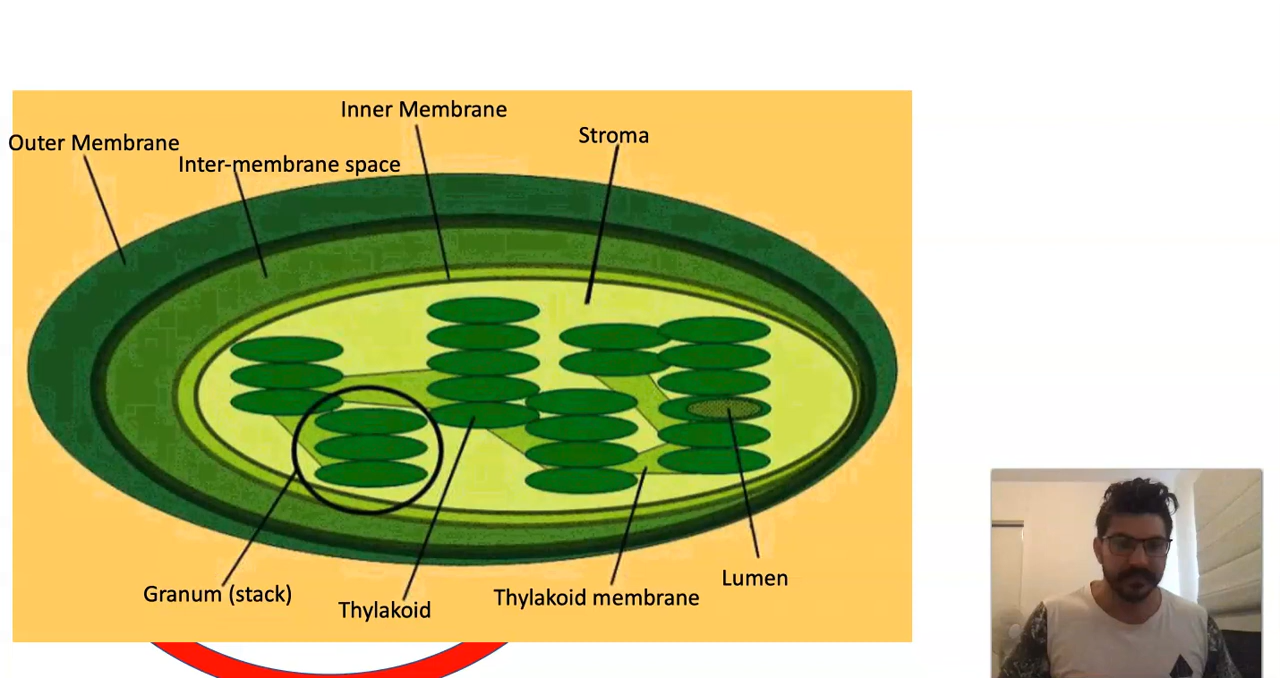 Inner Membrane
Stroma
Outer Membrane
Inter-membrane space
Granum (stack)
Thylakoid
Thylakoid membrane
Lumen